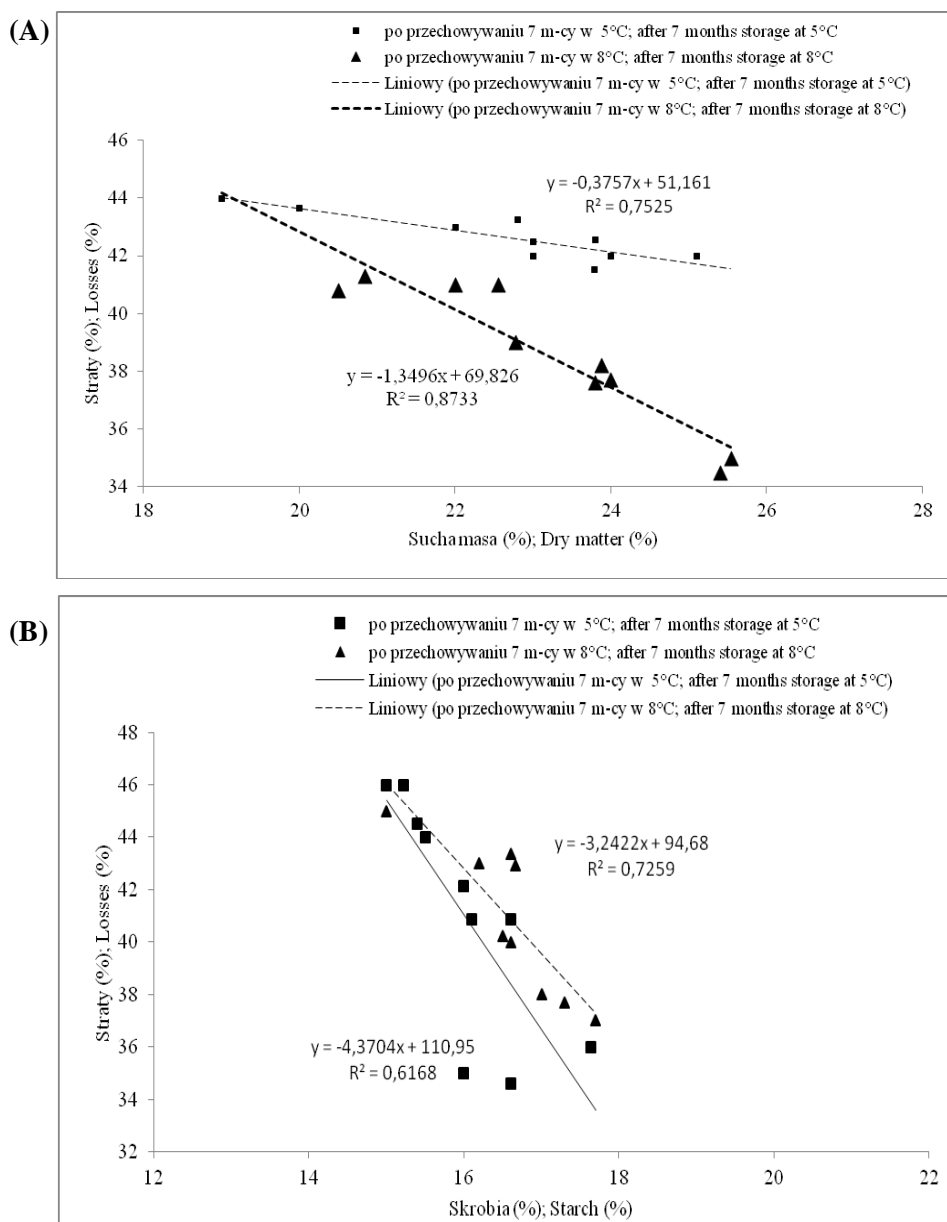 (A)
po przechowywaniu 7 m-cy w 5°C; after 7 months storage at 5°C
po przechowywaniu 7 m-cy w 8°C; after 7 months storage at 8°C
Liniowy (po przechowywaniu 7 m-cy w 5°C; after 7 months storage at 5°C)
Liniowy (po przechowywaniu 7 m-cy w 8°C; after 7 months storage at 8°C)
46
44
42
40
38
36
34
Straty (%); Losses (%)
y = -0,3757x + 51,161
R² = 0,7525
y = -1,3496x + 69,826
R² = 0,8733
18 20 22 24 26 28
Sucha masa (%); Dry matter (%)
(B)
po przechowywaniu 7 m-cy w 5°C; after 7 months storage at 5°C
po przechowywaniu 7 m-cy w 8°C; after 7 months storage at 8°C
Liniowy (po przechowywaniu 7 m-cy w 5°C; after 7 months storage at 5°C)
Liniowy (po przechowywaniu 7 m-cy w 8°C; after 7 months storage at 8°C)
48
46
44
42
40
38
36
34
32
Straty (%); Losses (%)
y = -3,2422x + 94,68
R² = 0,7259
y = -4,3704x + 110,95
R² = 0,6168
12 14 16 18 20 22
Skrobia (%); Starch (%)